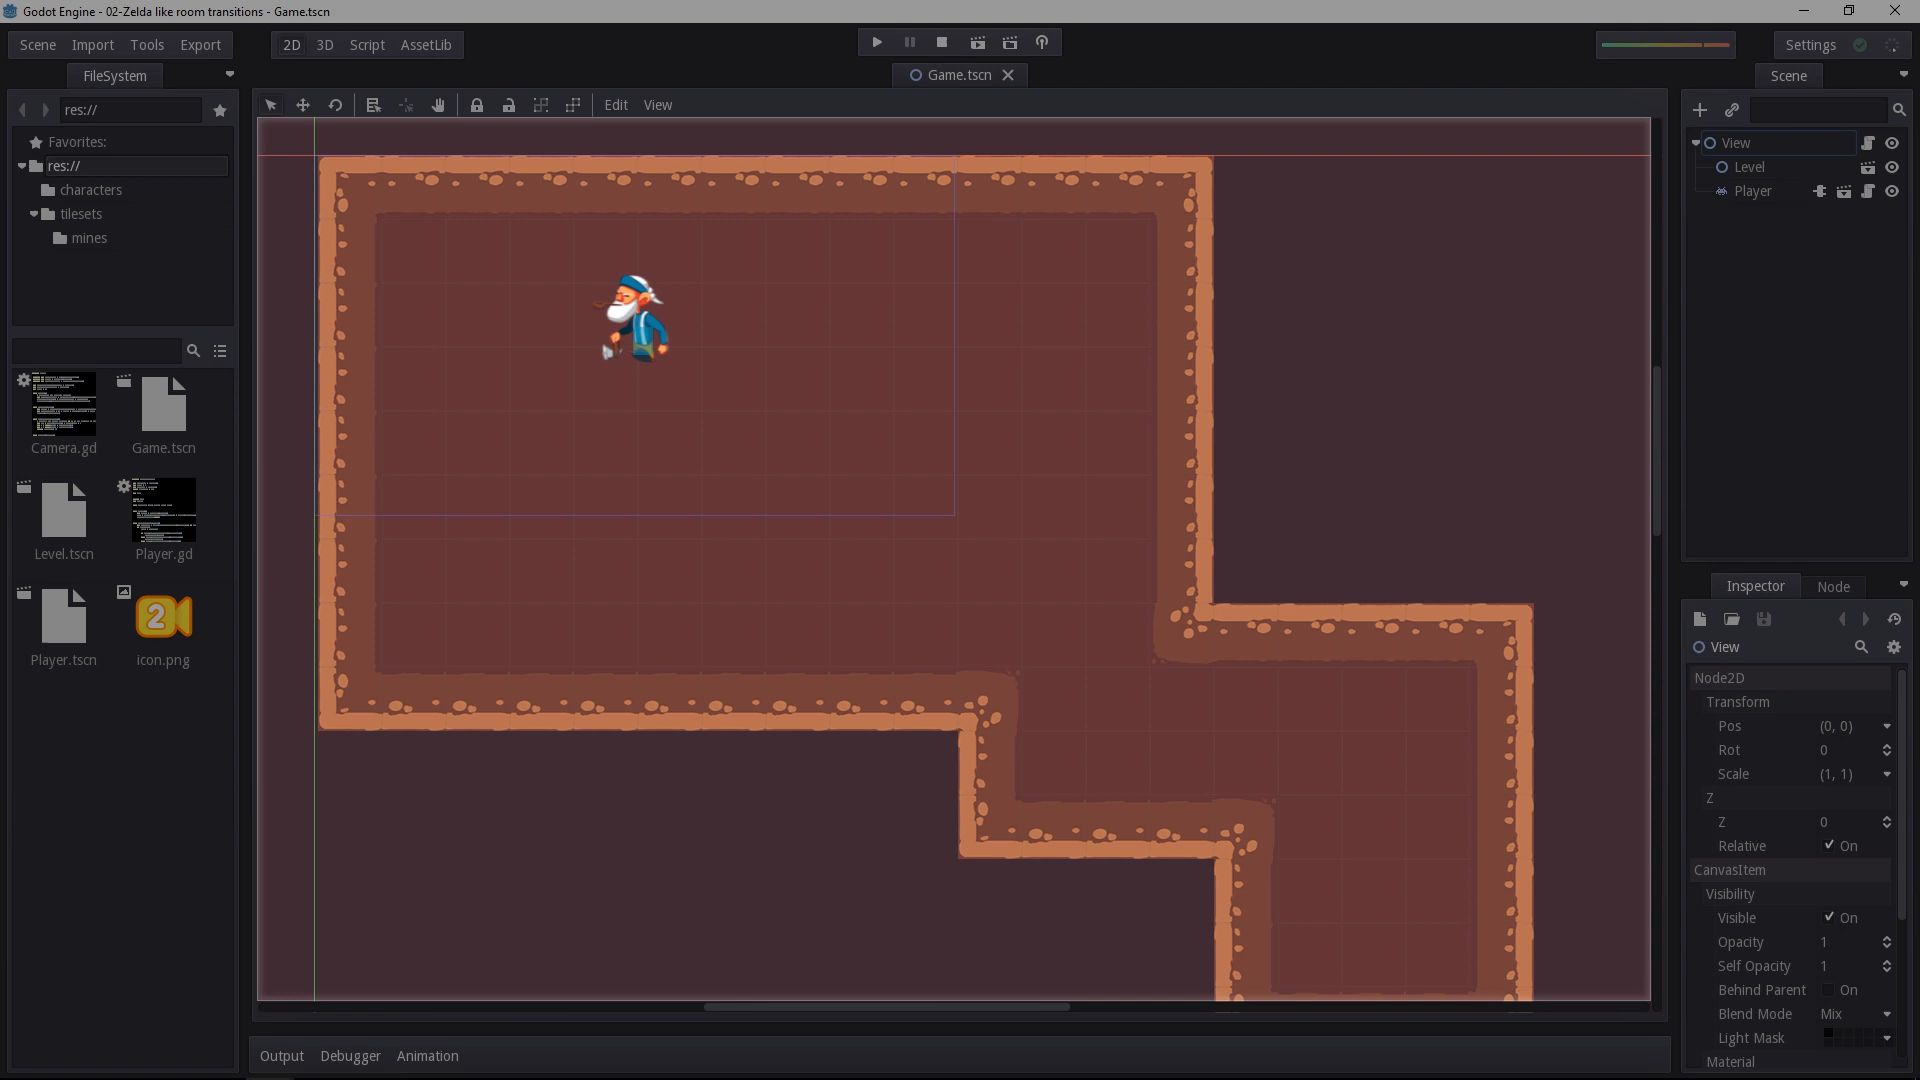 Godot Engine - 02-Zelda like room transitions - Game.tscn
Scene Import Tools Export
2D 3D Script AssetLib
Settings
FileSystem
Game.tscn
Scene
res://
Edit View
Favorites:
res://
characters
tilesets
mines
View
Level
Player
Camera.gd
Game.tscn
Level.tscn
Player.gd
2
Player.tscn
icon.png
Inspector Node
View
Node2D
Transform
Pos (0, 0)
Rot 0
Scale (1, 1)
Z
Z 0
Relative On
CanvasItem
Visibility
Visible On
Opacity 1
Self Opacity 1
Behind Parent On
Blend Mode Mix
Light Mask
Material
Output Debugger Animation